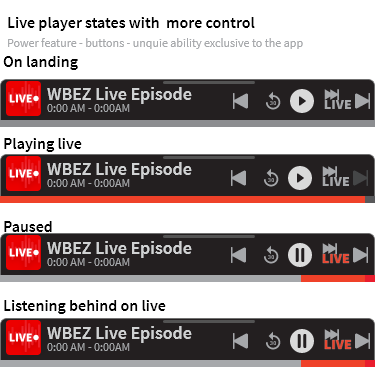 Live player states with more control
Power feature - buttons - unquie ability exclusive to the app
On landing
LIVE
WBEZ Live Episode
0:00 AM - 0:00AM
30
LIVE
Playing live
LIVE
WBEZ Live Episode
0:00 AM - 0:00AM
30
LIVE
Paused
LIVE
WBEZ Live Episode
0:00 AM - 0:00AM
30
LIVE
Listening behind on live
LIVE
WBEZ Live Episode
0:00 AM - 0:00AM
30
LIVE